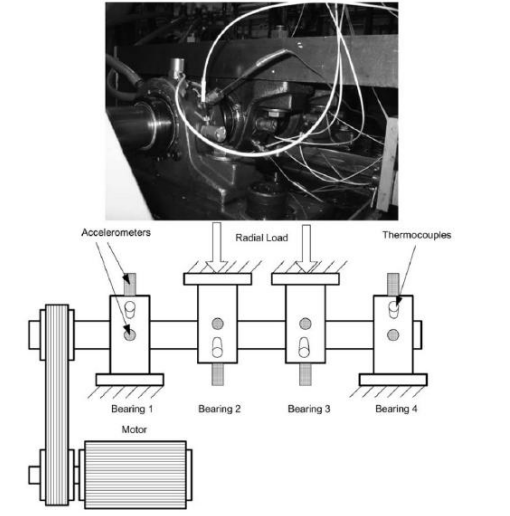 Accelerometers
Radial Load
Thermocouples
Bearing 1
Bearing 2
Bearing 3
Bearing 4
Motor